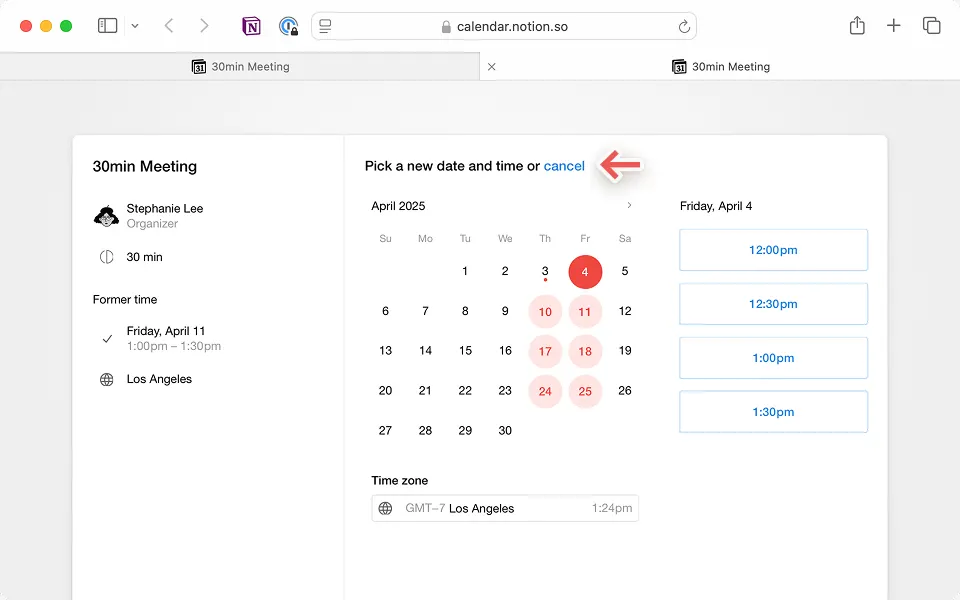 calendar.notion.so
30min Meeting
30min Meeting
30min Meeting
Stephanie Lee
Organizer
30 min
Former time
Friday, April 11
1:00pm – 1:30pm
Los Angeles
Pick a new date and time or cancel
April 2025
Su Mo Tu We Th Fr Sa
1 2 3 4 5
6 7 8 9 10 11 12
13 14 15 16 17 18 19
20 21 22 23 24 25 26
27 28 29 30
Time zone
GMT−7 Los Angeles 1:24pm
Friday, April 4
12:00pm
12:30pm
1:00pm
1:30pm